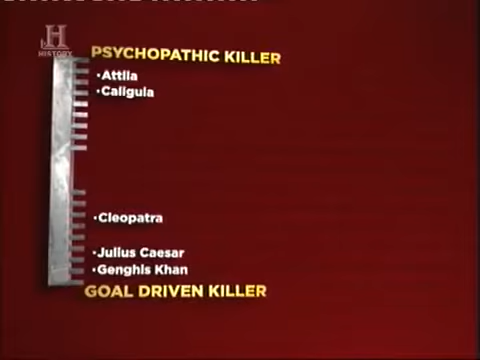 H
HISTORY
PSYCHOPATHIC KILLER
•Attila
•Caligula
•Cleopatra
•Julius Caesar
•Genghis Khan
GOAL DRIVEN KILLER